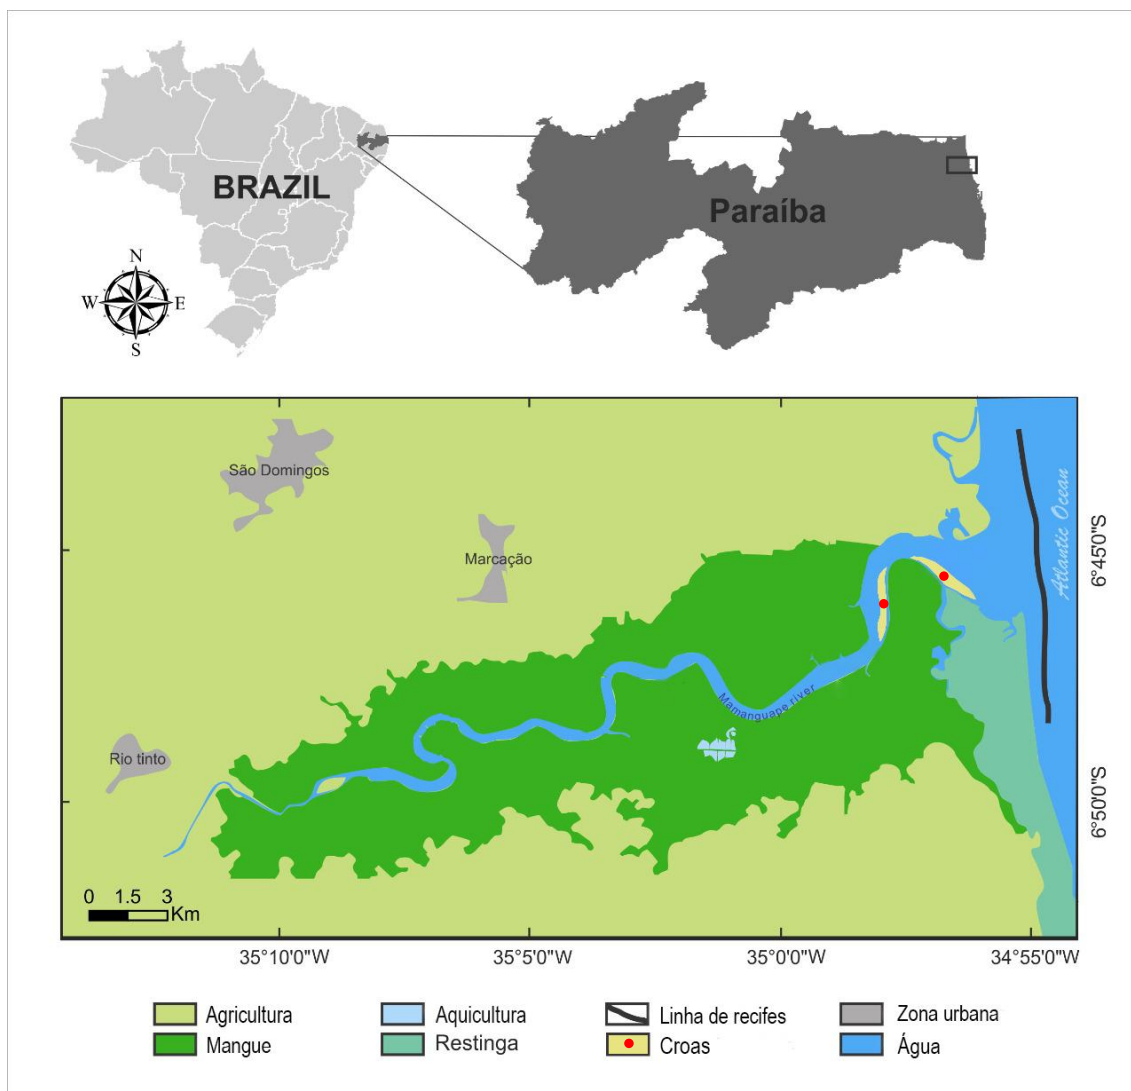 BRAZIL
Paraíba
N
W E
S
São Domingos
Marcação
Rio tinto
Mamanguape river
Atlantic Ocean
6°45'0"S
6°50'0"S
0 1.5 3
Km
35°10'0"W 35°5'0"W 35°0'0"W 34°55'0"W
Agricultura Aquicultura Linha de recifes Zona urbana
Mangue Restinga Croas Água